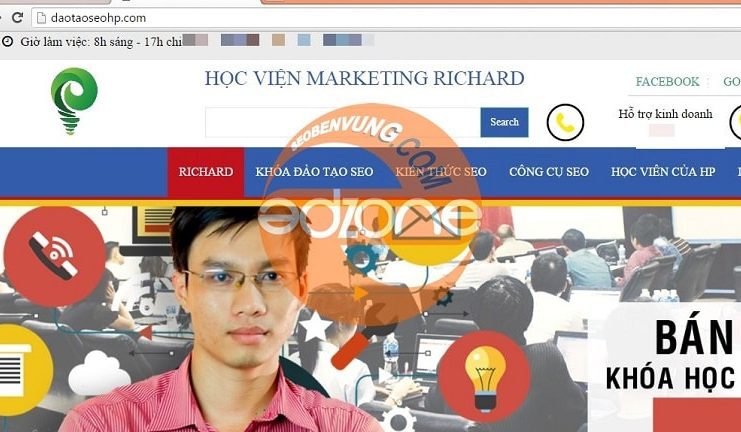 daotaoseohp.com
Giờ làm việc: 8h sáng - 17h chi
HỌC VIỆN MARKETING RICHARD
FACEBOOK
GO
Search
Hỗ trợ kinh doanh
RICHARD
KHÓA ĐÀO TẠO SEO
KIẾN THỨC SEO
CÔNG CỤ SEO
HỌC VIÊN CỦA HP
SEOBENVUNG.COM
edzone
BÁN
KHÓA HỌC